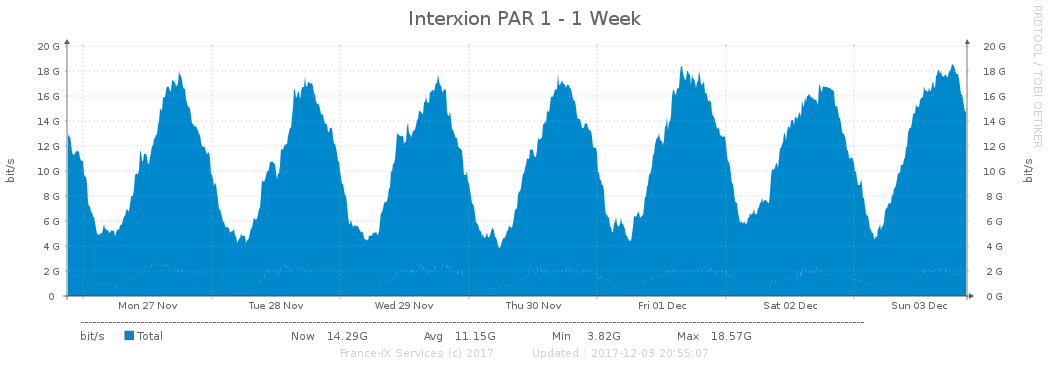 Interxion PAR 1 - 1 Week
RRDTOOL / TOBI OETIKER
20 G 20 G
18 G 18 G
16 G 16 G
14 G 14 G
12 G 12 G
10 G 10 G
8 G 8 G
6 G 6 G
4 G 4 G
2 G 2 G
0 0 G
bit/s
bit/s
Mon 27 Nov Tue 28 Nov Wed 29 Nov Thu 30 Nov Fri 01 Dec Sat 02 Dec Sun 03 Dec
bit/s Total Now 14.29G Avg 11.15G Min 3.82G Max 18.57G
France-IX Services (c) 2017 Updated : 2017-12-03 20:55:07